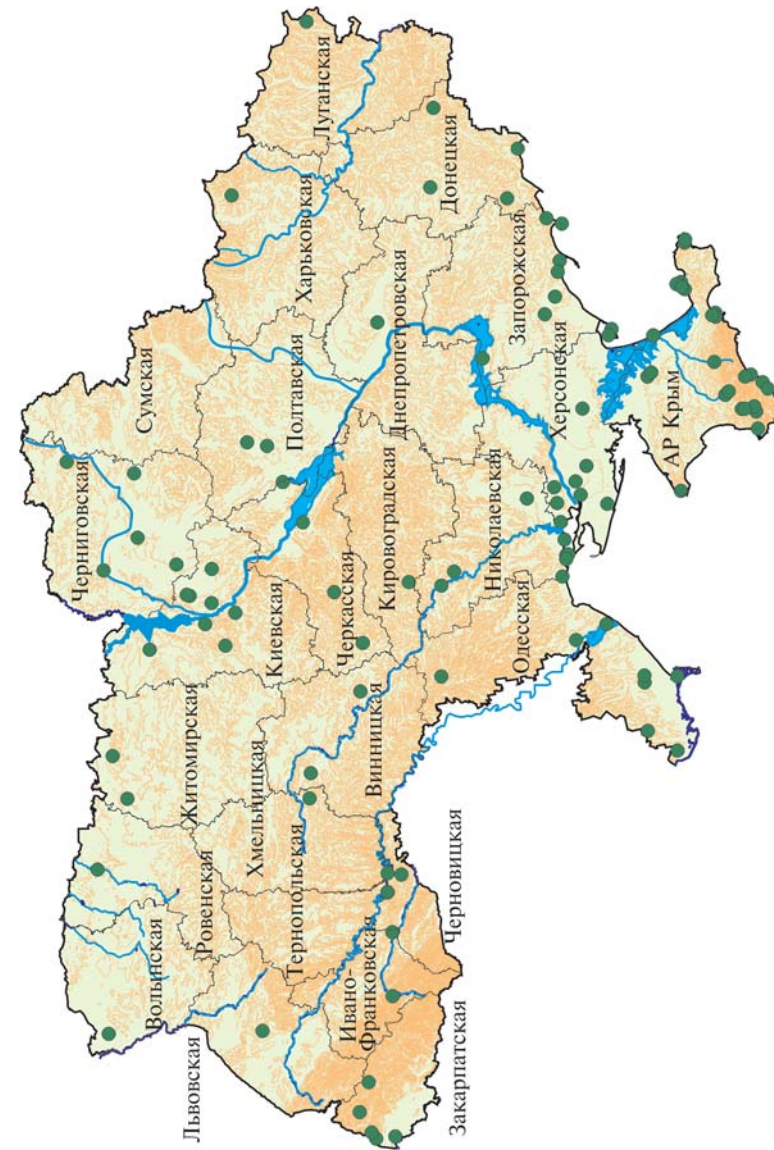 Волынская
Ровенская
Житомирская
Киевская
Черниговская
Сумская
Львовская
Тернопольская
Хмельницкая
Винницкая
Черкасская
Полтавская
Харьковская
Луганская
Закарпатская
Ивано-
Франковская
Черновицкая
Кировоградская
Днепропетровская
Донецкая
Одесская
Николаевская
Херсонская
Запорожская
АР Крым